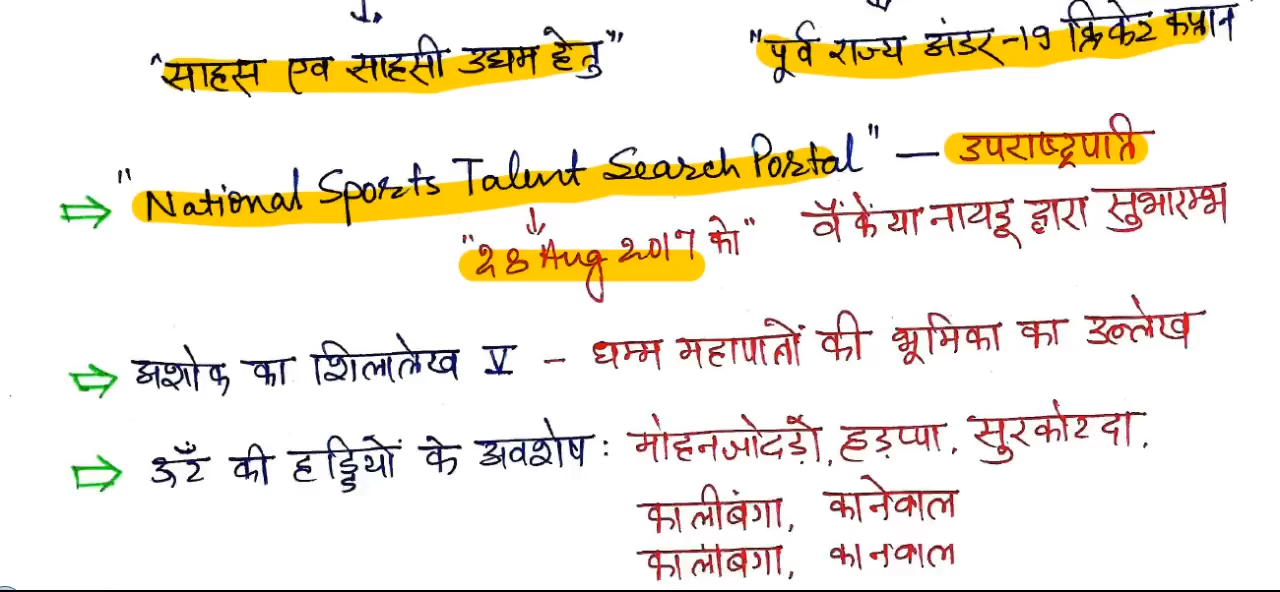 "साहस एवं साहसी उद्यम हेतु"
"पूर्व राज्य अंडर-19 क्रिकेट कप्तान"
⇒ "National Sports Talent Search Portal" — उपराष्ट्रपति
"28 Aug 2017 को" वैंकेया नायडू द्वारा सुभारम्भ
⇒ अशोक का शिलालेख V - धम्म महापात्तों की भूमिका का उल्लेख
⇒ ऊँट की हड्डियों के अवशेष: मोहनजोदड़ो, हड़प्पा, सुरकोटदा,
कालीबंगा, कानेवाल
कालीबंगा, कानेवाल